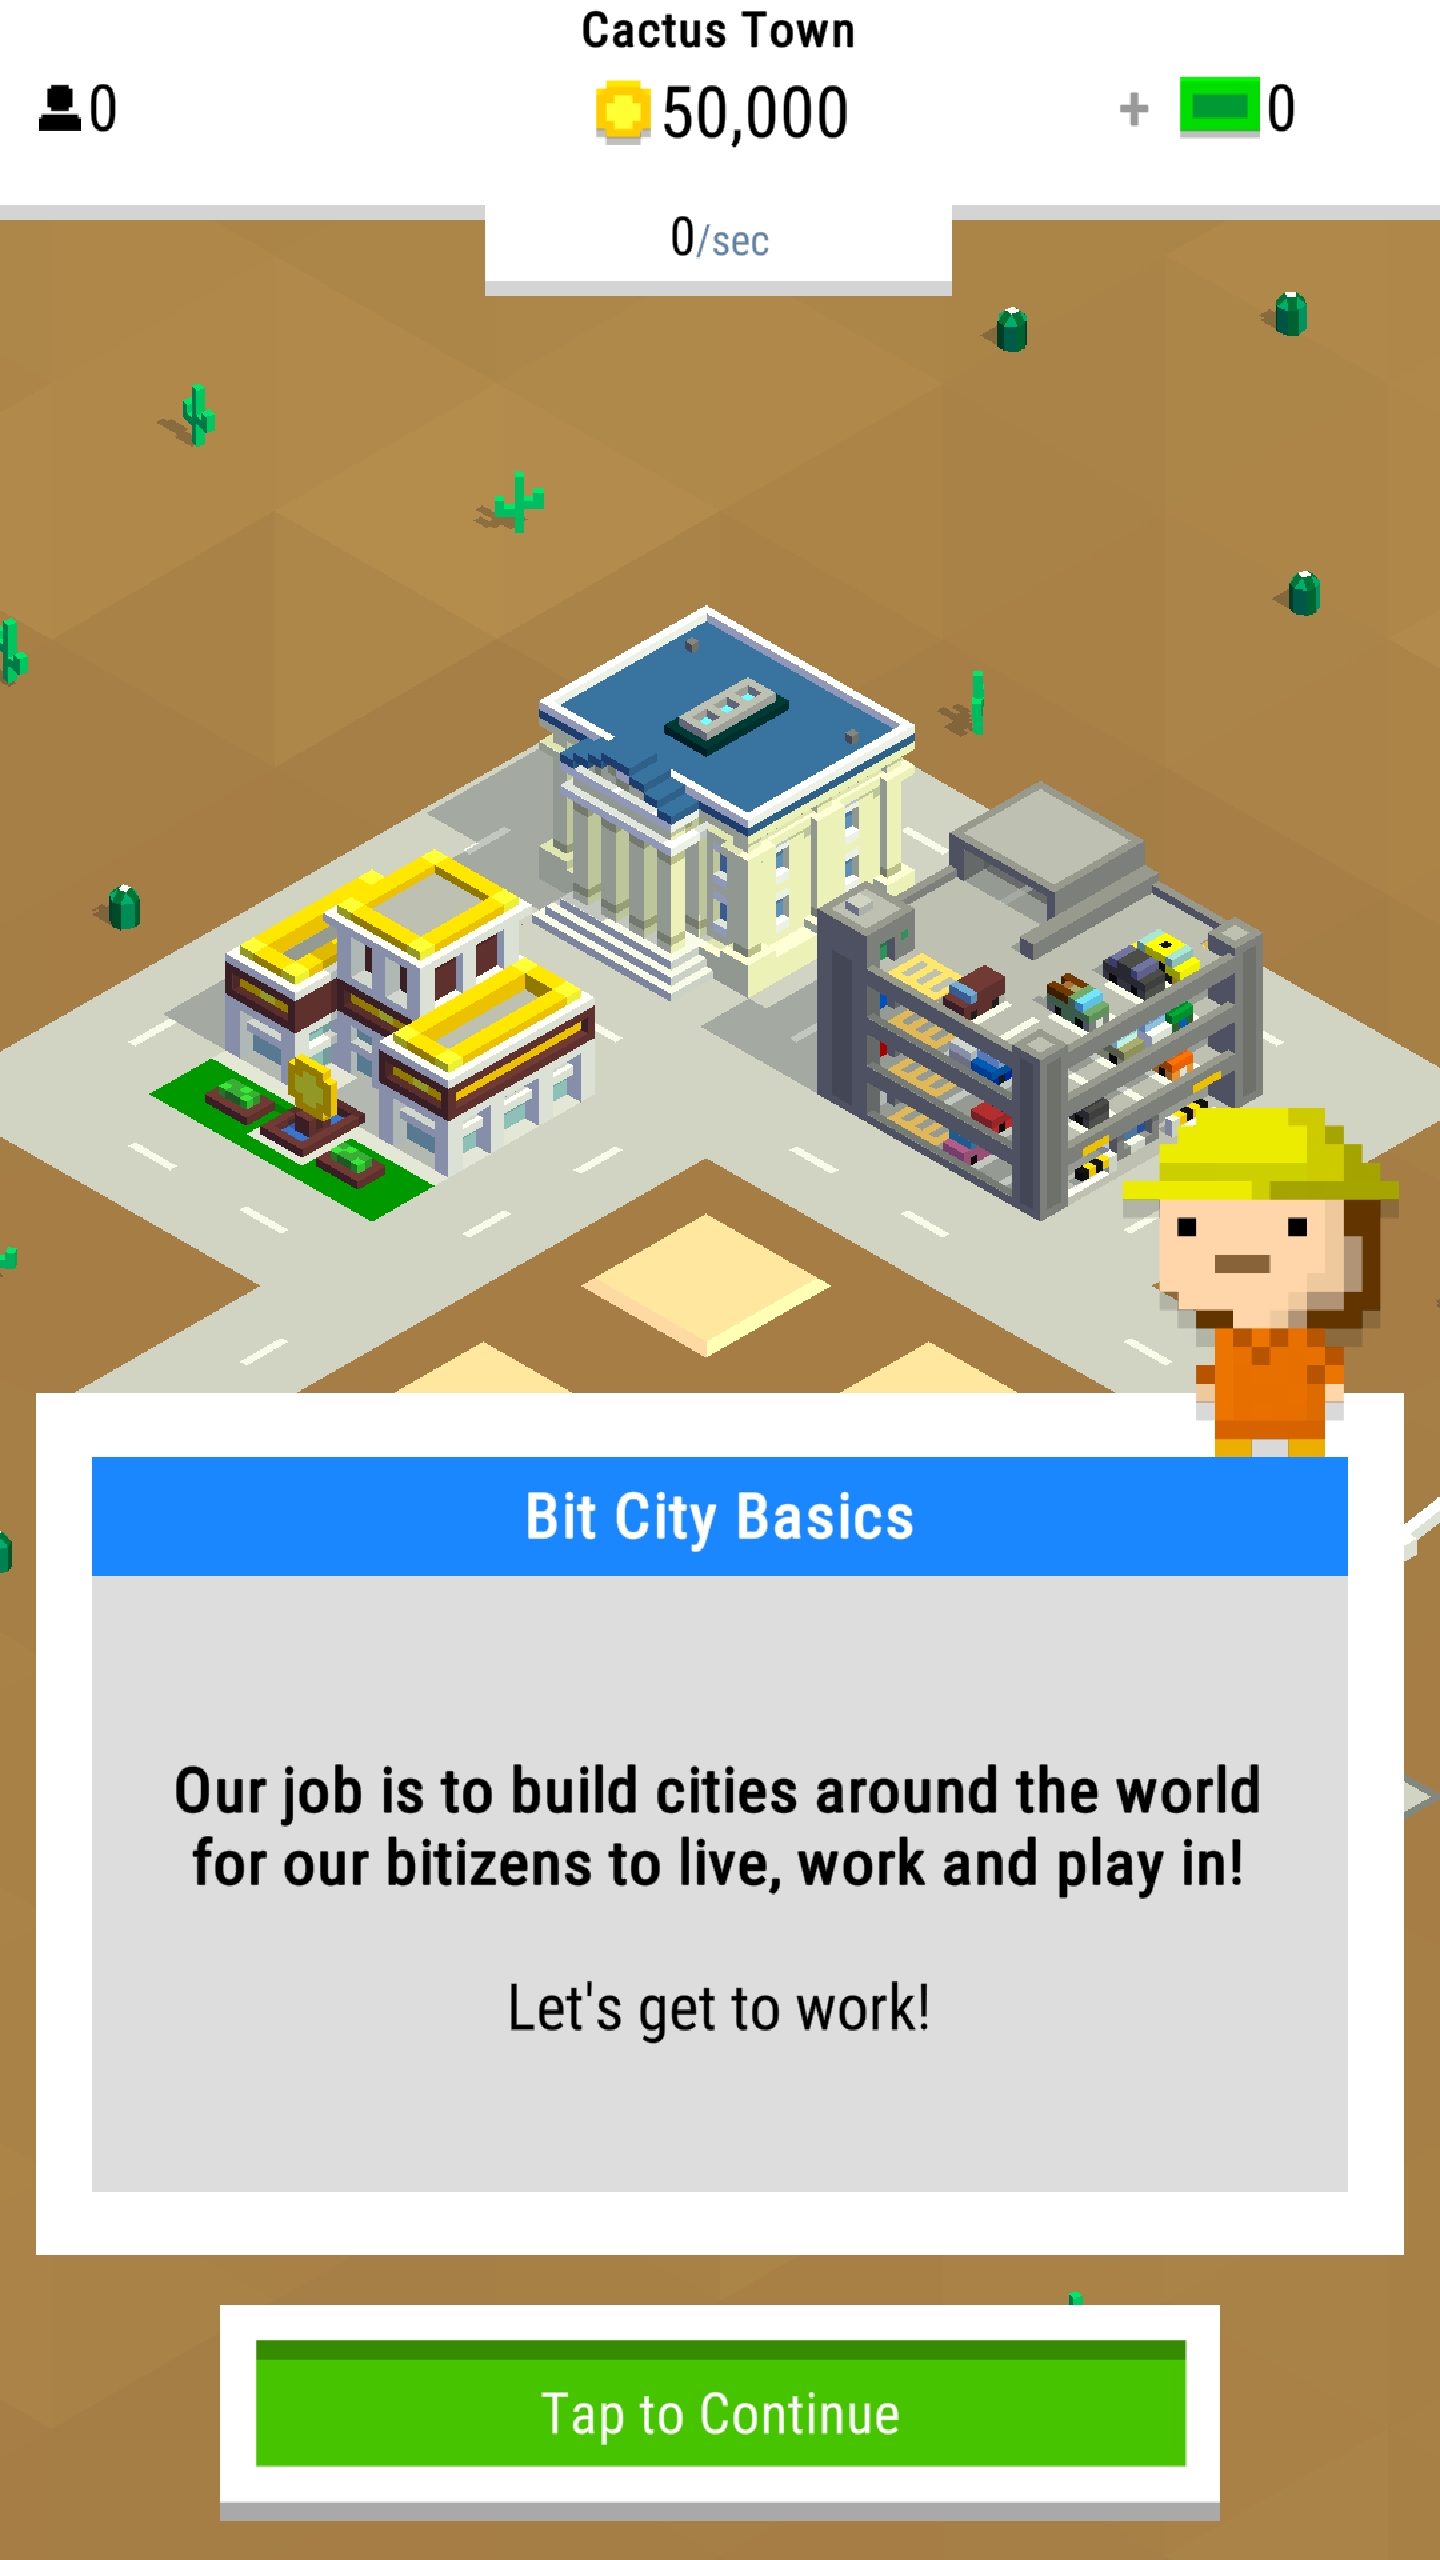 Cactus Town
0
50,000
+ 0
0/sec
Bit City Basics
Our job is to build cities around the world
for our bitizens to live, work and play in!
Let's get to work!
Tap to Continue